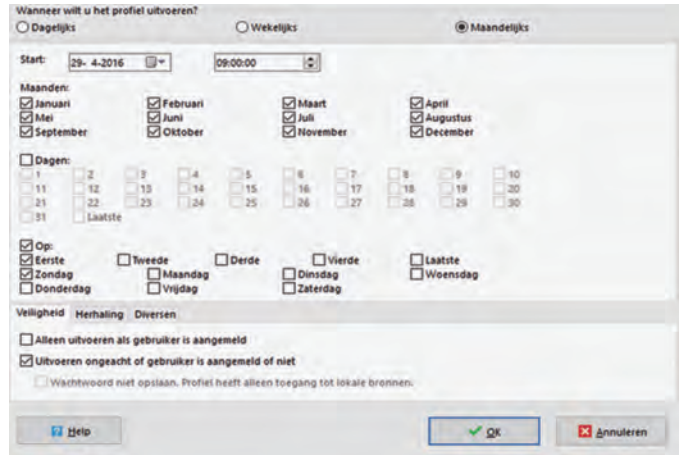 Wanneer wilt u het profiel uitvoeren?
Dagelijks Wekelijks Maandelijks
Start: 29- 4-2016 09:00:00
Maanden:
Januari Februari Maart April
Mei Juni Juli Augustus
September Oktober November December
Dagen:
1 2 3 4 5 6 7 8 9 10
11 12 13 14 15 16 17 18 19 20
21 22 23 24 25 26 27 28 29 30
31 Laatste
Op:
Eerste Tweede Derde Vierde Laatste
Zondag Maandag Dinsdag Woensdag
Donderdag Vrijdag Zaterdag
Veiligheid Herhaling Diversen
Alleen uitvoeren als gebruiker is aangemeld
Uitvoeren ongeacht of gebruiker is aangemeld of niet
Wachtwoord niet opslaan. Profiel heeft alleen toegang tot lokale bronnen.
Help OK Annuleren